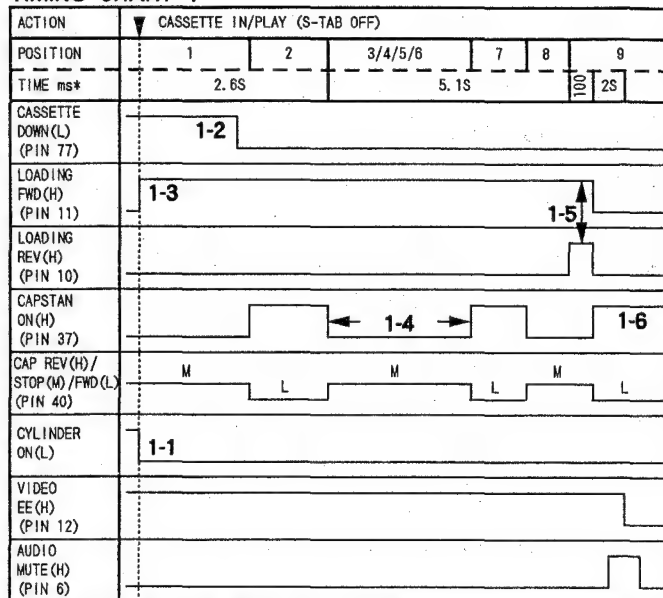 ACTION CASSETTE IN/PLAY (S-TAB OFF)
POSITION 1 2 3/4/5/6 7 8 9
TIME ms* 2.6S 5.1S 100 2S
CASSETTE
DOWN(L)
(PIN 77)
1-2
LOADING
FWD(H)
(PIN 11)
1-3
1-5
LOADING
REV(H)
(PIN 10)
CAPSTAN
ON(H)
(PIN 37)
1-4
1-6
CAP REV(H)/
STOP(M)/FWD(L)
(PIN 40)
M L M L M L
CYLINDER
ON(L)
1-1
VIDEO
EE(H)
(PIN 12)
AUDIO
MUTE(H)
(PIN 6)